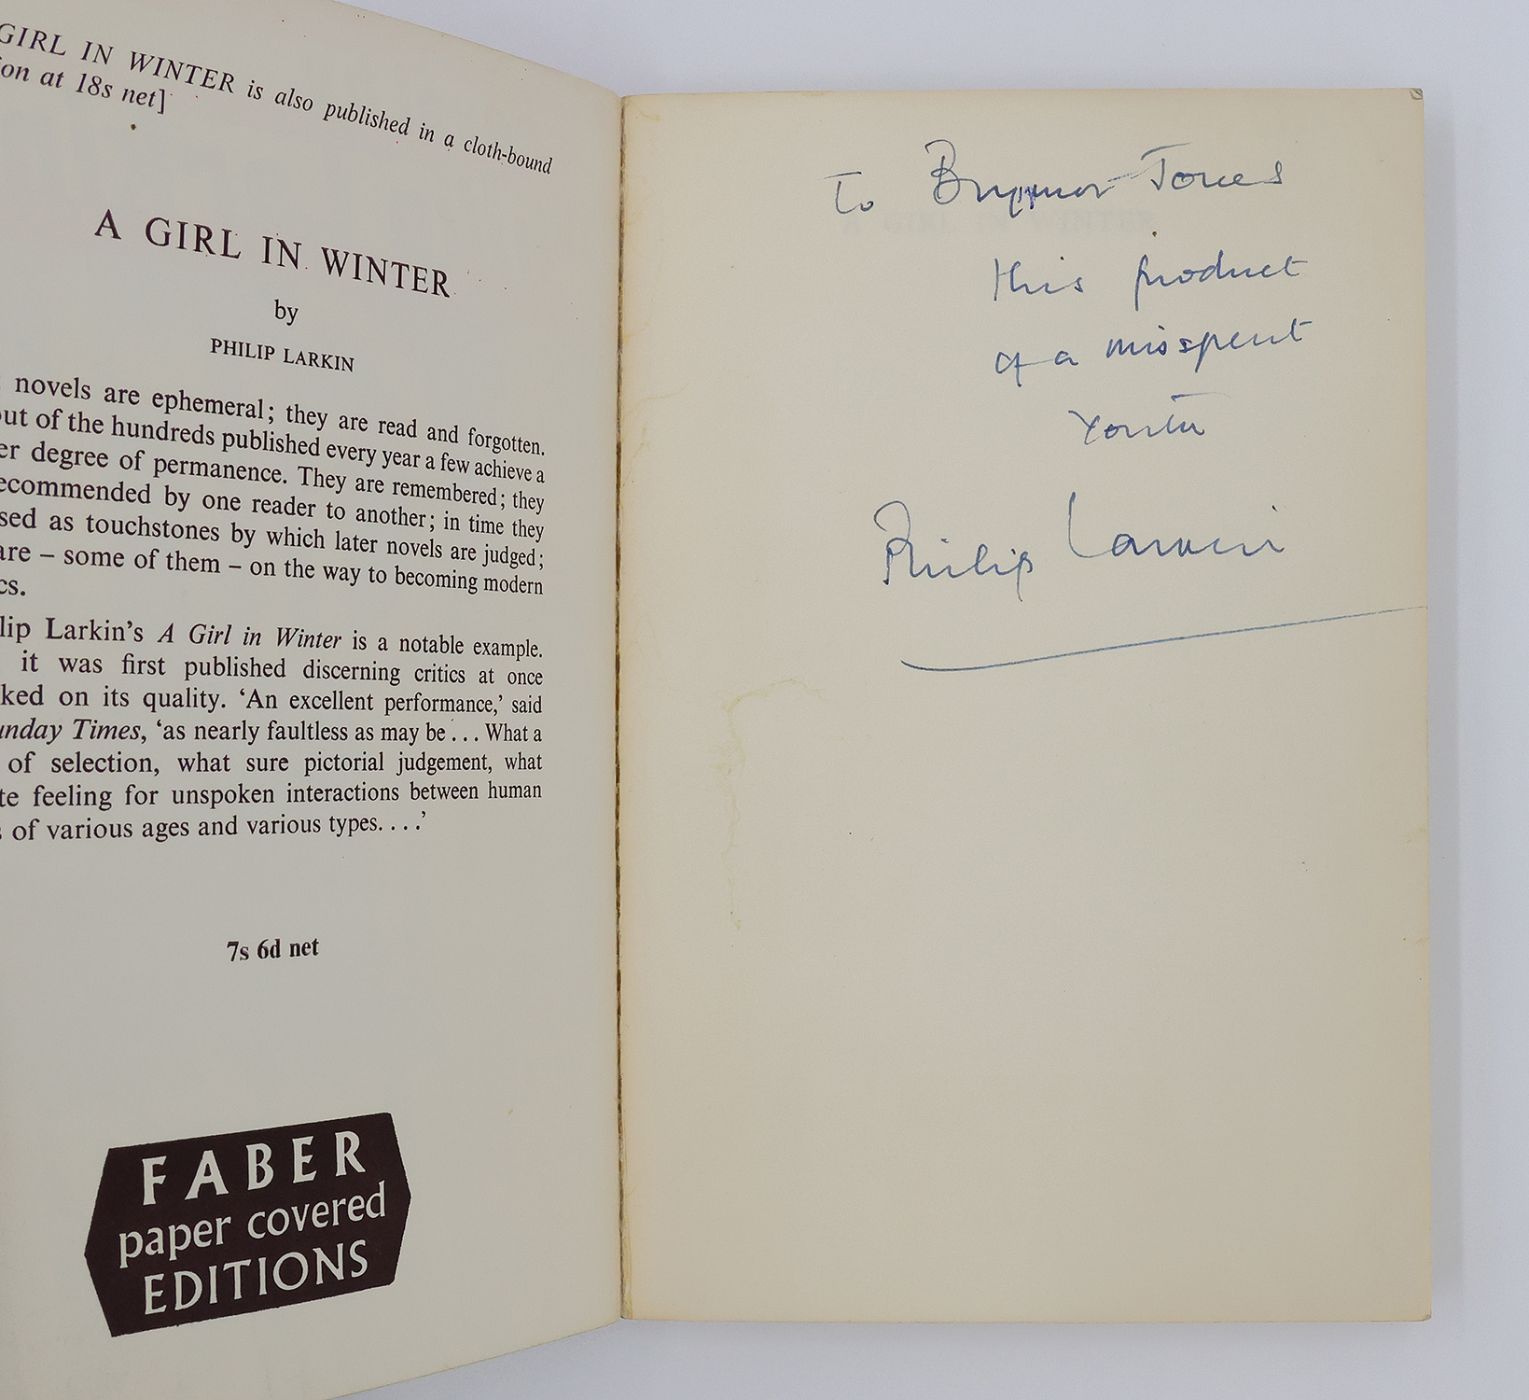 GIRL IN WINTER is also published in a cloth-bound
on at 18s net]
A GIRL IN WINTER
by
PHILIP LARKIN
novels are ephemeral; they are read and forgotten.
out of the hundreds published every year a few achieve a
er degree of permanence. They are remembered; they
ecommended by one reader to another; in time they
sed as touchstones by which later novels are judged;
are – some of them – on the way to becoming modern
cs.
lip Larkin's A Girl in Winter is a notable example.
it was first published discerning critics at once
ked on its quality. 'An excellent performance,' said
unday Times, 'as nearly faultless as may be . . . What a
of selection, what sure pictorial judgement, what
te feeling for unspoken interactions between human
s of various ages and various types. . . .'
7s 6d net
FABER
paper covered
EDITIONS
To Brynmor Jones
this product
of a misspent
youth
Philip Larkin